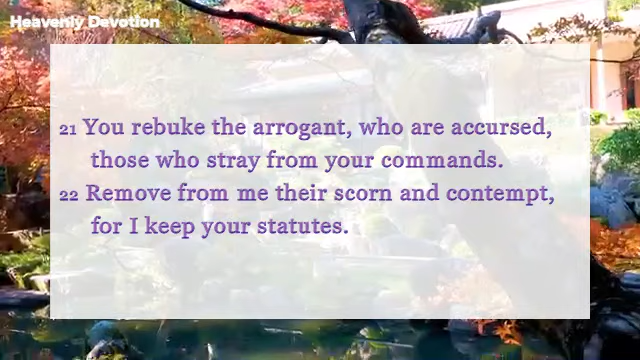 Heavenly Devotion
21 You rebuke the arrogant, who are accursed,
those who stray from your commands.
22 Remove from me their scorn and contempt,
for I keep your statutes.